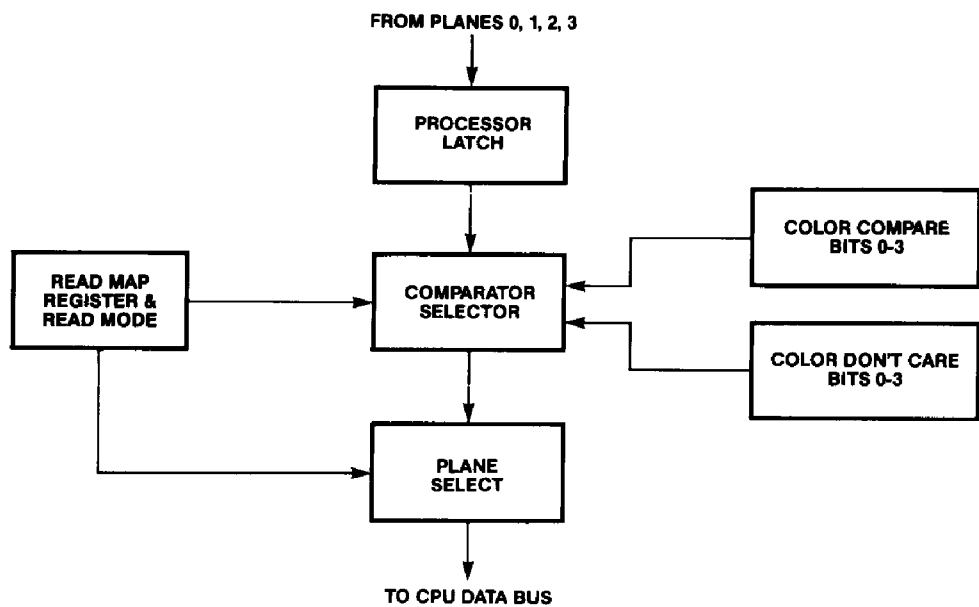 FROM PLANES 0, 1, 2, 3
PROCESSOR
LATCH
COLOR COMPARE
BITS 0-3
READ MAP
REGISTER &
READ MODE
COMPARATOR
SELECTOR
COLOR DON'T CARE
BITS 0-3
PLANE
SELECT
TO CPU DATA BUS